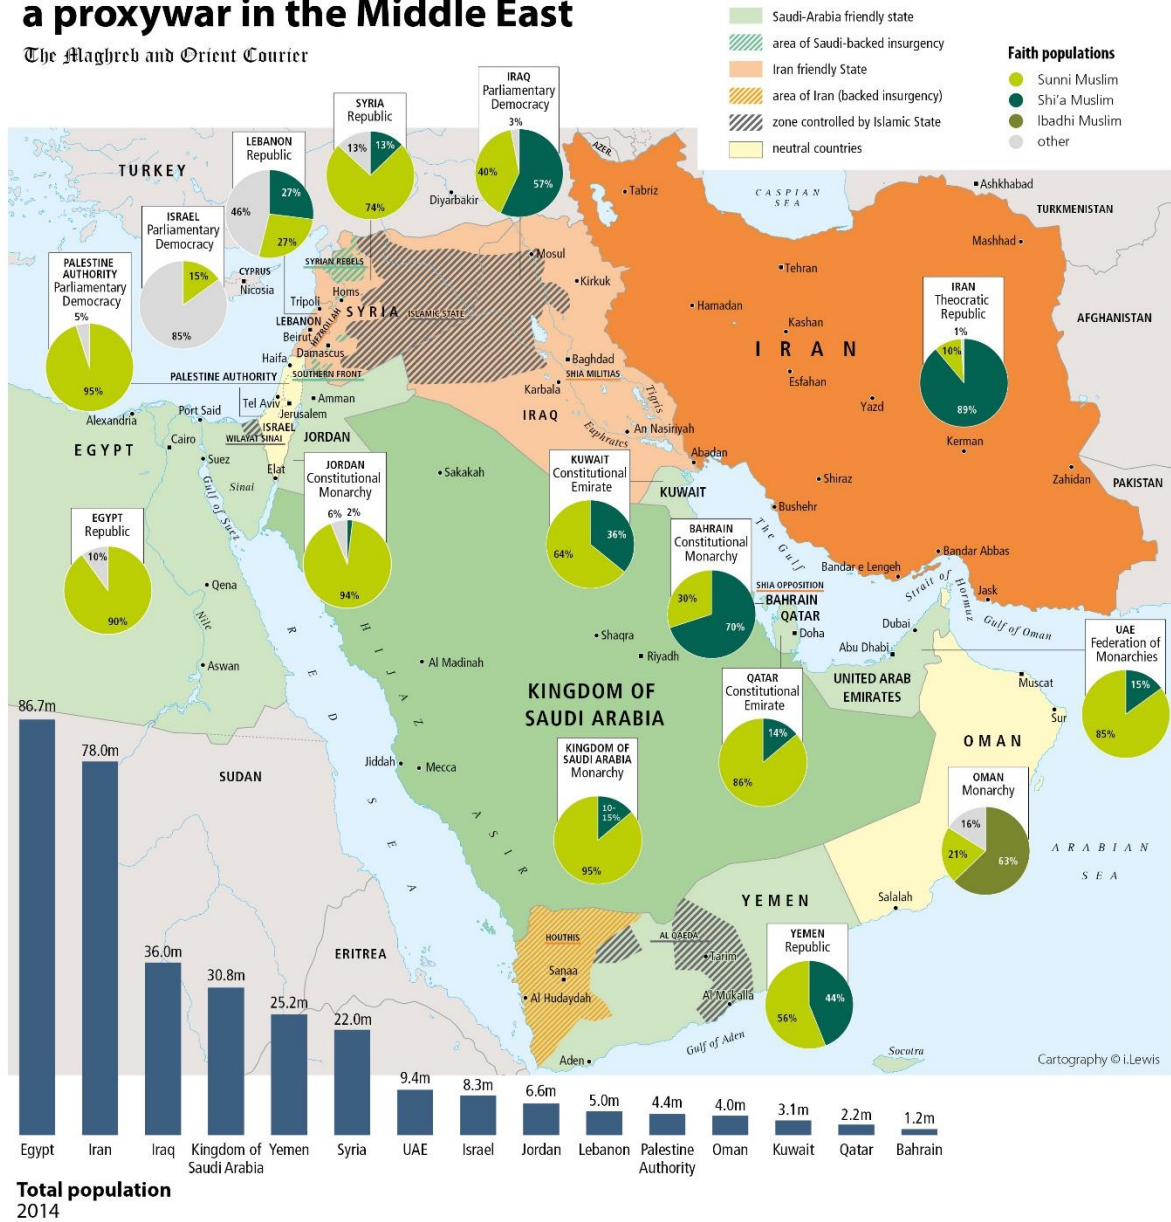 a proxywar in the Middle East
The Maghreb and Orient Courier
Saudi-Arabia friendly state
area of Saudi-backed insurgency
Iran friendly State
area of Iran (backed insurgency)
zone controlled by Islamic State
neutral countries
Faith populations
Sunni Muslim
Shi'a Muslim
Ibadhi Muslim
other
IRAQ
Parliamentary
Democracy
3%
40%
57%
SYRIA
Republic
13%
13%
74%
LEBANON
Republic
27%
46%
27%
ISRAEL
Parliamentary
Democracy
15%
85%
PALESTINE
AUTHORITY
Parliamentary
Democracy
5%
95%
TURKEY
Diyarbakir
AZER.
Tabriz
CASPIAN
SEA
Ashkhabad
TURKMENISTAN
Mashhad
Tehran
Mosul
Kirkuk
Hamadan
Kashan
IRAN
Esfahan
Yazd
IRAN
Theocratic
Republic
1%
10%
89%
Kerman
AFGHANISTAN
Zahidan
PAKISTAN
CYPRUS
Nicosia
SYRIAN REBELS
Homs
Tripoli
SYRIA
ISLAMIC STATE
LEBANON
HEZBOLLAH
Beirut
Damascus
Haifa
SOUTHERN FRONT
PALESTINE AUTHORITY
Tel Aviv
Amman
Jerusalem
ISRAEL
WILAYAT SINAI
JORDAN
Baghdad
SHIA MILITIAS
Karbala
IRAQ
Tigris
Euphrates
An Nasiriyah
Abadan
Alexandria
Port Said
EGYPT
Cairo
Suez
Elat
Sinai
Gulf of Suez
Sakakah
JORDAN
Constitutional
Monarchy
6%
2%
94%
EGYPT
Republic
10%
90%
KUWAIT
Constitutional
Emirate
36%
64%
KUWAIT
Shiraz
Bushehr
The Gulf
BAHRAIN
Constitutional
Monarchy
30%
70%
Bandar Abbas
Bandar e Lengeh
Strait of Hormuz
Jask
Gulf of Oman
SHIA OPPOSITION
BAHRAIN
QATAR
Doha
Dubai
Abu Dhabi
UNITED ARAB
EMIRATES
UAE
Federation of
Monarchies
15%
85%
Muscat
Sur
Qena
Nile
Aswan
RED SEA
HIJAZ
ASIR
Al Madinah
Shaqra
Riyadh
KINGDOM OF
SAUDI ARABIA
QATAR
Constitutional
Emirate
14%
86%
KINGDOM OF
SAUDI ARABIA
Monarchy
10-
15%
95%
Jiddah
Mecca
OMAN
OMAN
Monarchy
16%
21%
63%
ARABIAN
SEA
Salalah
SUDAN
ERITREA
YEMEN
HOUTHIS
AL QAEDA
Sanaa
Tarim
Al Hudaydah
Al Mukalla
YEMEN
Republic
44%
56%
Gulf of Aden
Aden
Socotra
Cartography © i.Lewis
86.7m
78.0m
36.0m
30.8m
25.2m
22.0m
9.4m
8.3m
6.6m
5.0m
4.4m
4.0m
3.1m
2.2m
1.2m
Egypt
Iran
Iraq
Kingdom of
Saudi Arabia
Yemen
Syria
UAE
Israel
Jordan
Lebanon
Palestine
Authority
Oman
Kuwait
Qatar
Bahrain
Total population
2014